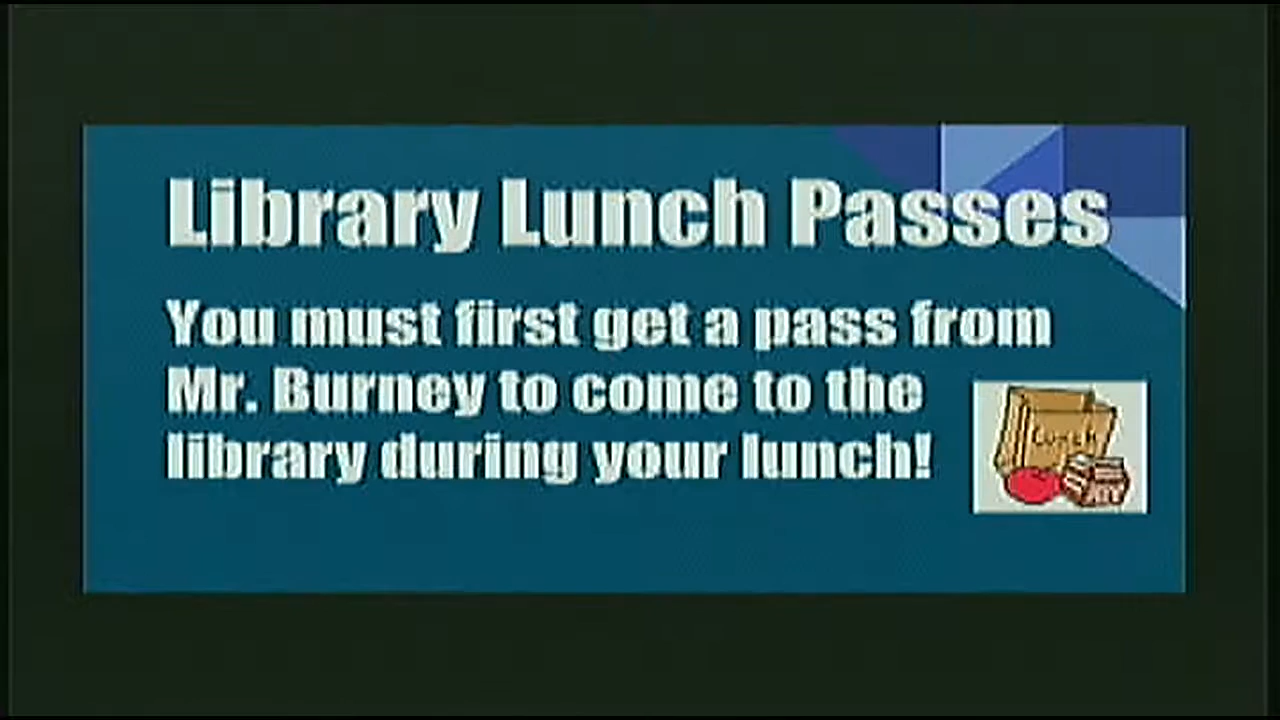 Library Lunch Passes
You must first get a pass from
Mr. Burney to come to the
library during your lunch!
Lunch